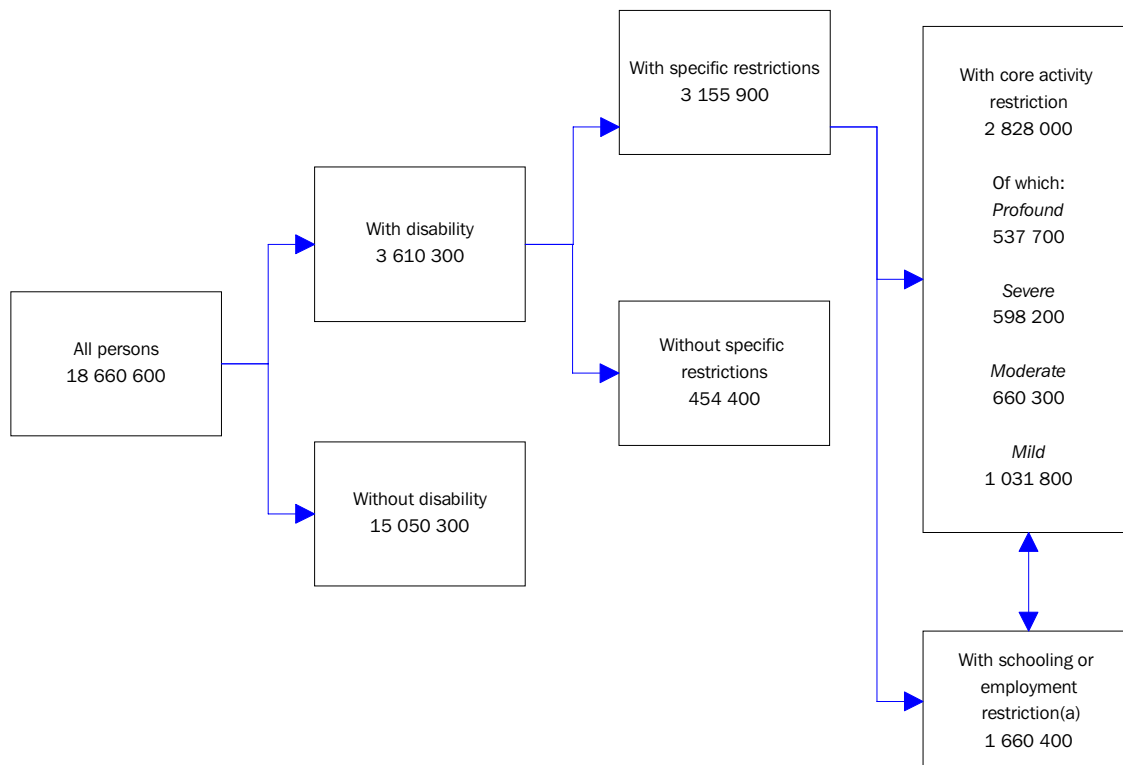 All persons
18 660 600
With disability
3 610 300
Without disability
15 050 300
With specific restrictions
3 155 900
Without specific
restrictions
454 400
With core activity
restriction
2 828 000
Of which:
Profound
537 700
Severe
598 200
Moderate
660 300
Mild
1 031 800
With schooling or
employment
restriction(a)
1 660 400